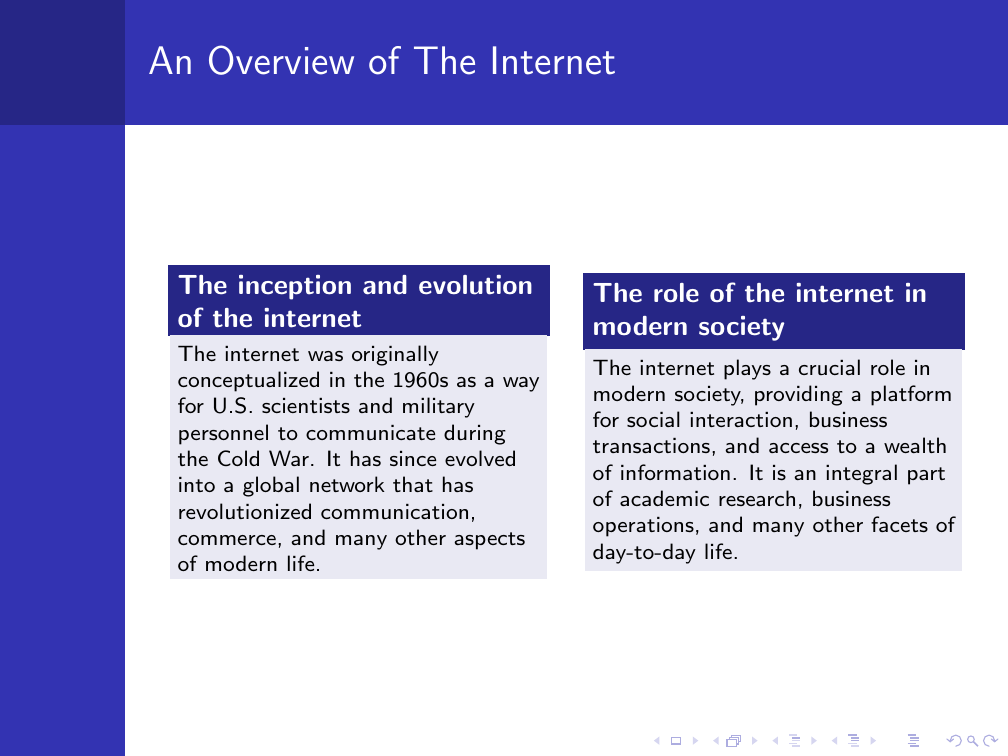 An Overview of The Internet
The inception and evolution
of the internet
The internet was originally
conceptualized in the 1960s as a way
for U.S. scientists and military
personnel to communicate during
the Cold War. It has since evolved
into a global network that has
revolutionized communication,
commerce, and many other aspects
of modern life.
The role of the internet in
modern society
The internet plays a crucial role in
modern society, providing a platform
for social interaction, business
transactions, and access to a wealth
of information. It is an integral part
of academic research, business
operations, and many other facets of
day-to-day life.